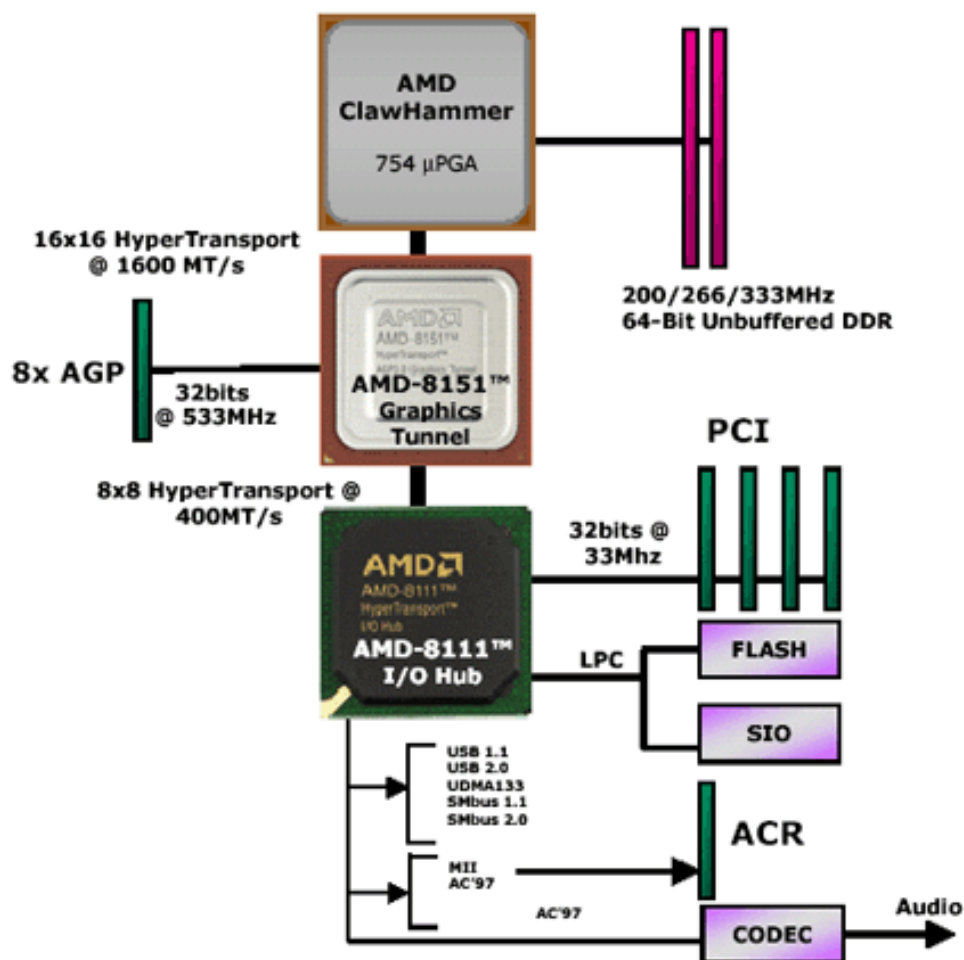 AMD
ClawHammer
754 µPGA
16x16 HyperTransport
@ 1600 MT/s
200/266/333MHz
64-Bit Unbuffered DDR
AMD
AMD-8151™
HyperTransport™
Graphics Tunnel
AMD-8151™
Graphics
Tunnel
8x AGP
32bits
@ 533MHz
PCI
8x8 HyperTransport @
400MT/s
32bits @
33Mhz
AMD
AMD-8111™
HyperTransport™
I/O Hub
AMD-8111™
I/O Hub
LPC
FLASH
SIO
USB 1.1
USB 2.0
UDMA133
SMbus 1.1
SMbus 2.0
ACR
MII
AC'97
AC'97
CODEC
Audio